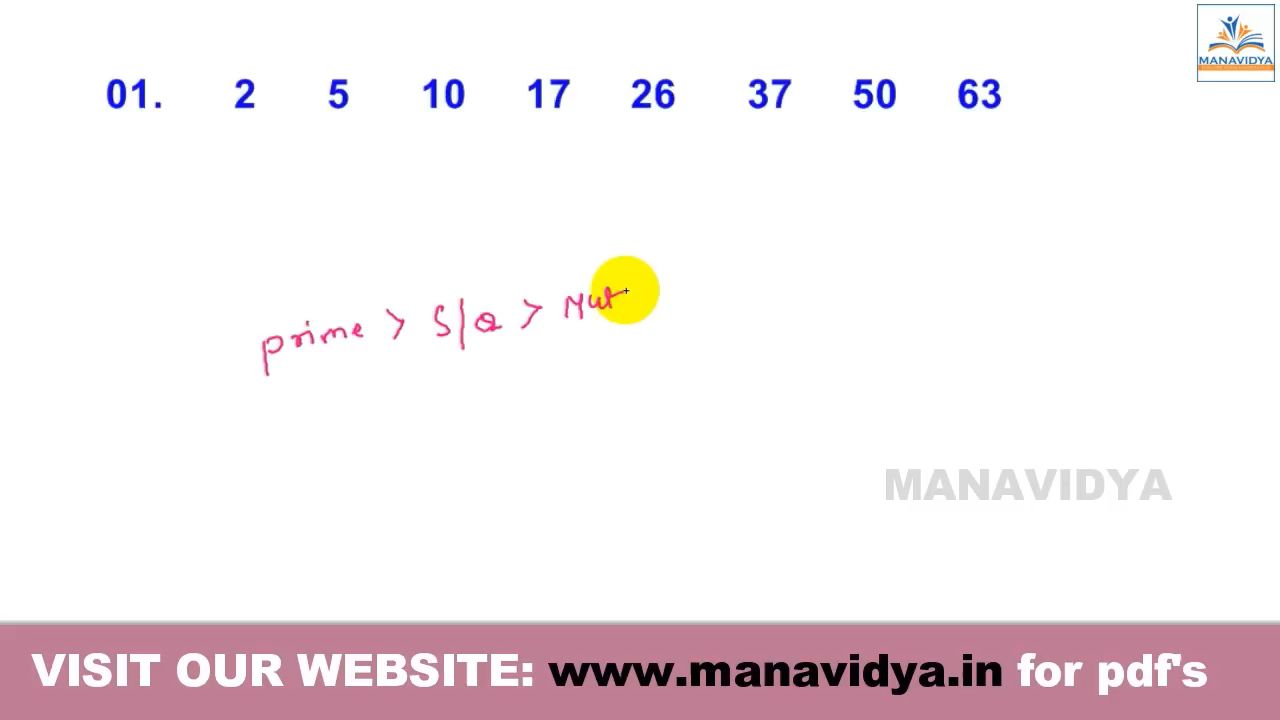 MANAVIDYA
01. 2 5 10 17 26 37 50 63
prime > S/Q > Mut
MANAVIDYA
VISIT OUR WEBSITE: www.manavidya.in for pdf's